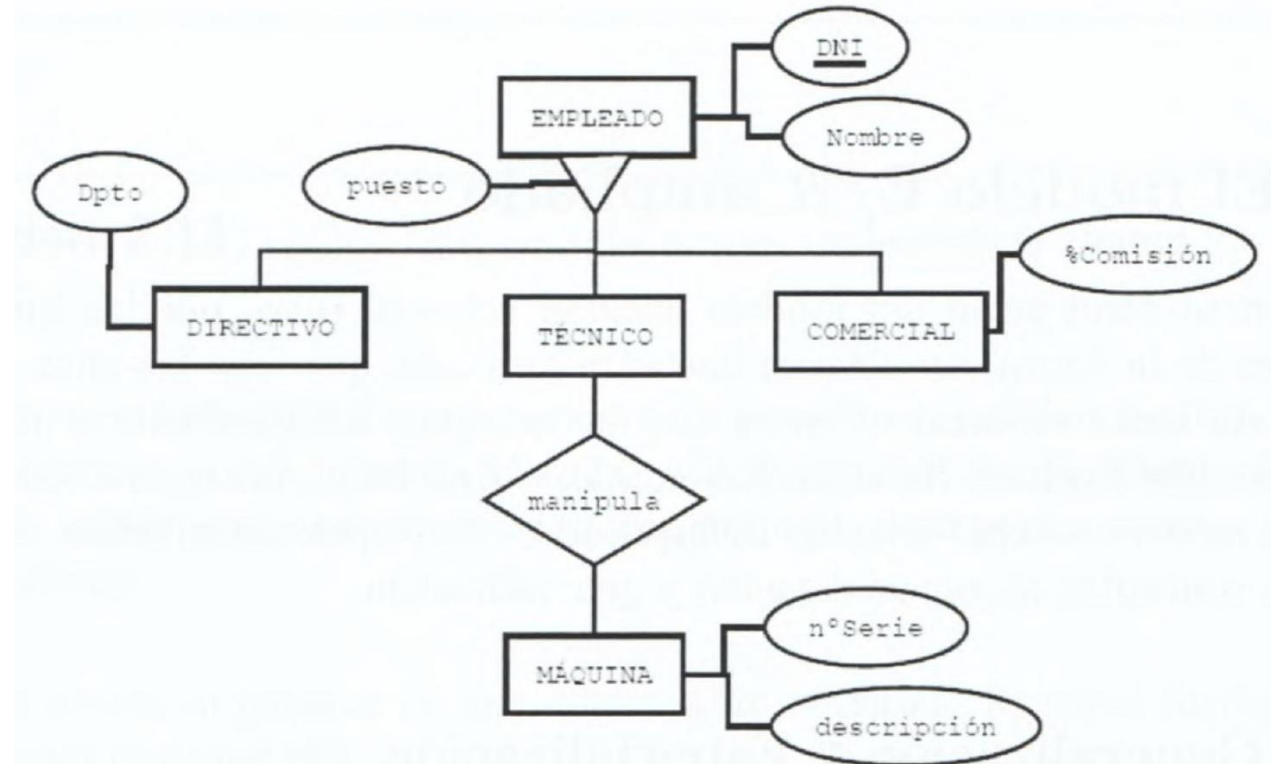 DNI
EMPLEADO
Nombre
Dpto
puesto
%Comisión
DIRECTIVO
TÉCNICO
COMERCIAL
manipula
nºSerie
MÁQUINA
descripción